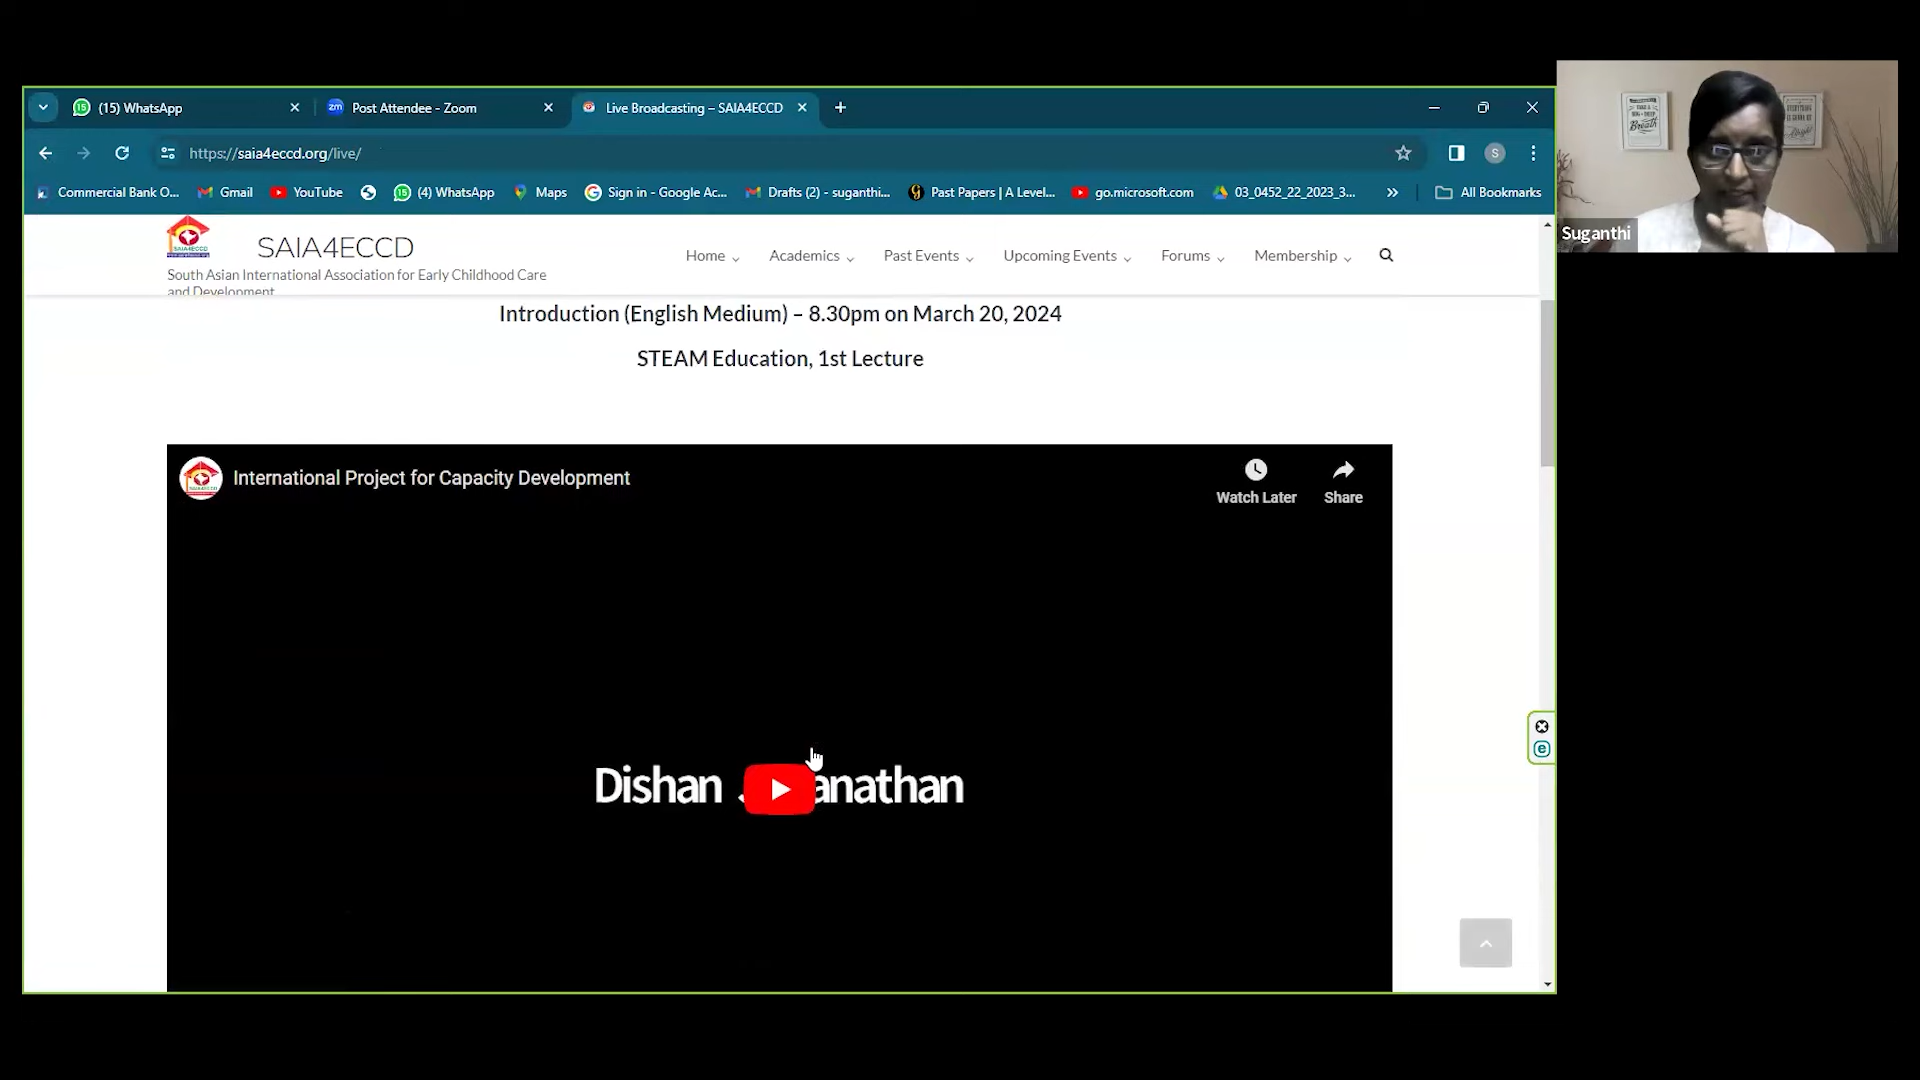 (15) WhatsApp
Post Attendee - Zoom
Live Broadcasting – SAIA4ECCD
https://saia4eccd.org/live/
S
Commercial Bank O...
Gmail
YouTube
(4) WhatsApp
Maps
Sign in - Google Ac...
Drafts (2) - suganthi...
Past Papers | A Level...
go.microsoft.com
03_0452_22_2023_3...
All Bookmarks
SAIA4ECCD
South Asian International Association for Early Childhood Care
and Development
Home
Academics
Past Events
Upcoming Events
Forums
Membership
Introduction (English Medium) – 8.30pm on March 20, 2024
STEAM Education, 1st Lecture
International Project for Capacity Development
Watch Later
Share
Dishan
anathan
Suganthi